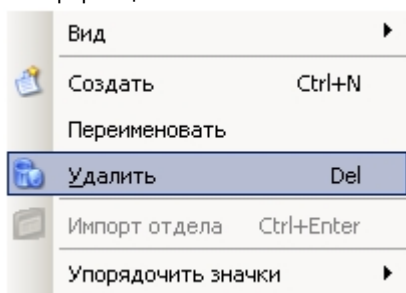 Вид
Создать Ctrl+N
Переименовать
Удалить Del
Импорт отдела Ctrl+Enter
Упорядочить значки